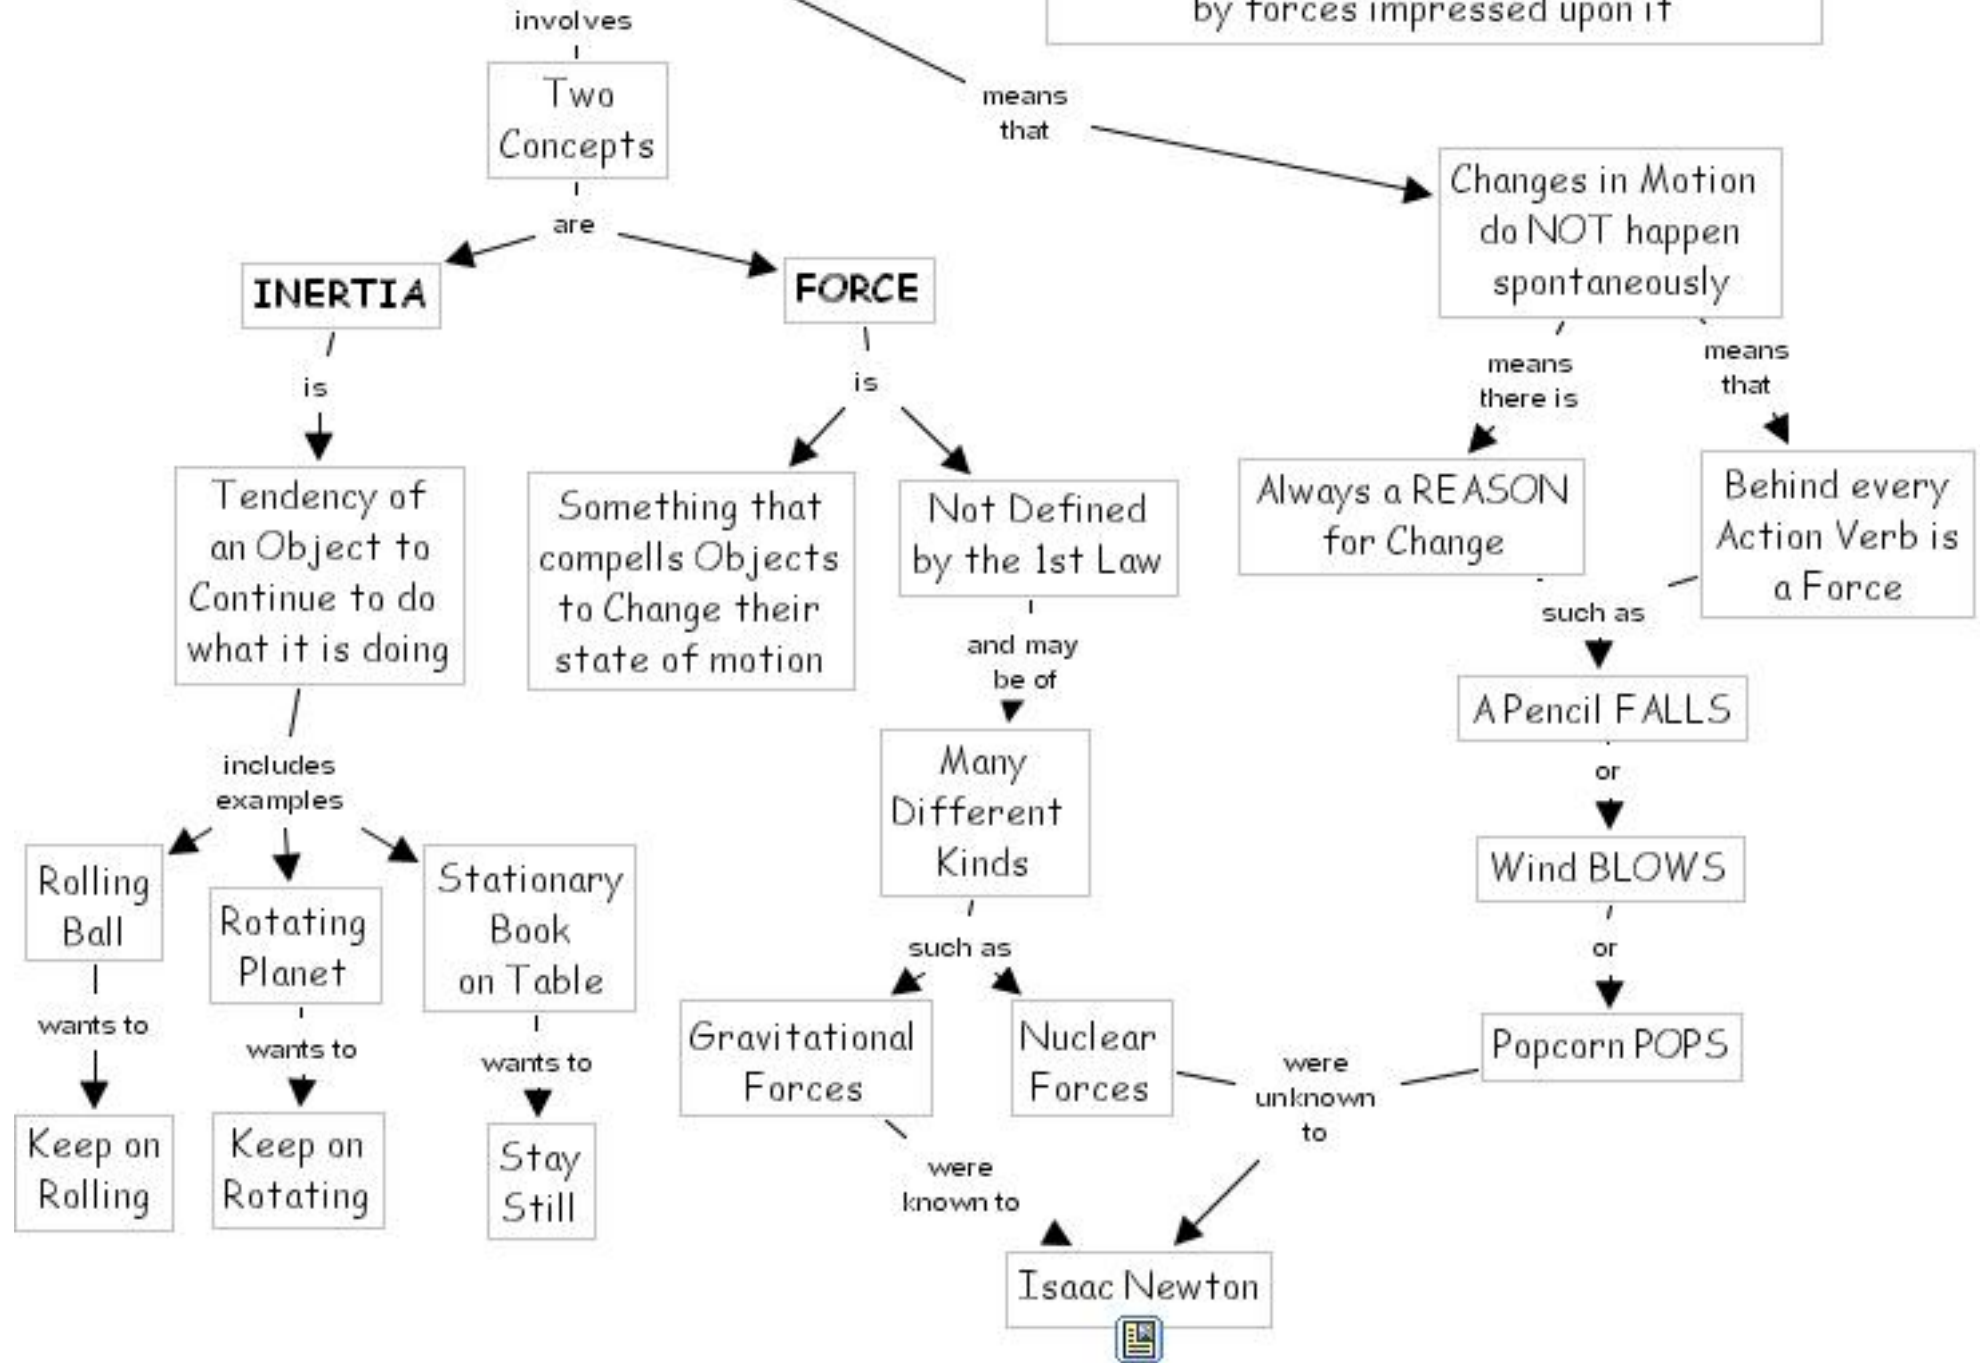 involves
by forces impressed upon it
Two
Concepts
means
that
are
INERTIA
FORCE
Changes in Motion
do NOT happen
spontaneously
is
is
means
there is
means
that
Tendency of
an Object to
Continue to do
what it is doing
Something that
compells Objects
to Change their
state of motion
Not Defined
by the 1st Law
Always a REASON
for Change
Behind every
Action Verb is
a Force
and may
be of
such as
A Pencil FALLS
includes
examples
Many
Different
Kinds
or
Wind BLOWS
Rolling
Ball
Rotating
Planet
Stationary
Book
on Table
such as
or
wants to
wants to
wants to
Gravitational
Forces
Nuclear
Forces
were
unknown
to
Popcorn POPS
Keep on
Rolling
Keep on
Rotating
Stay
Still
were
known to
Isaac Newton